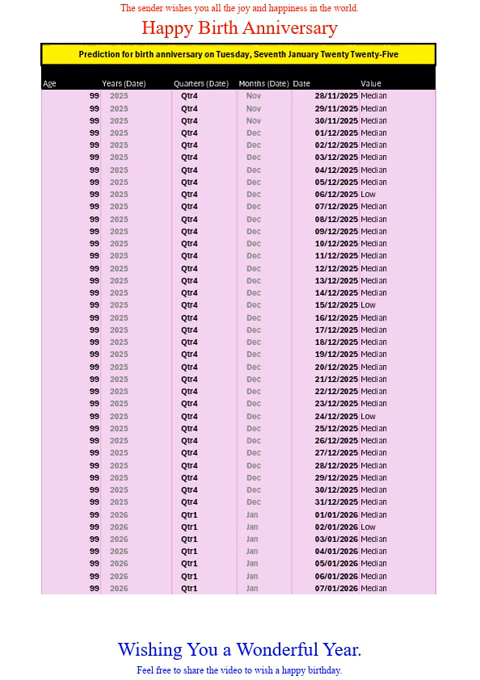 The sender wishes you all the joy and happiness in the world.
Happy Birth Anniversary
Prediction for birth anniversary on Tuesday, Seventh January Twenty Twenty-Five
Age Years (Date) Quarters (Date) Months (Date) Date Value
99 2025 Qtr4 Nov 28/11/2025 Median
99 2025 Qtr4 Nov 29/11/2025 Median
99 2025 Qtr4 Nov 30/11/2025 Median
99 2025 Qtr4 Dec 01/12/2025 Median
99 2025 Qtr4 Dec 02/12/2025 Median
99 2025 Qtr4 Dec 03/12/2025 Median
99 2025 Qtr4 Dec 04/12/2025 Median
99 2025 Qtr4 Dec 05/12/2025 Median
99 2025 Qtr4 Dec 06/12/2025 Low
99 2025 Qtr4 Dec 07/12/2025 Median
99 2025 Qtr4 Dec 08/12/2025 Median
99 2025 Qtr4 Dec 09/12/2025 Median
99 2025 Qtr4 Dec 10/12/2025 Median
99 2025 Qtr4 Dec 11/12/2025 Median
99 2025 Qtr4 Dec 12/12/2025 Median
99 2025 Qtr4 Dec 13/12/2025 Median
99 2025 Qtr4 Dec 14/12/2025 Median
99 2025 Qtr4 Dec 15/12/2025 Low
99 2025 Qtr4 Dec 16/12/2025 Median
99 2025 Qtr4 Dec 17/12/2025 Median
99 2025 Qtr4 Dec 18/12/2025 Median
99 2025 Qtr4 Dec 19/12/2025 Median
99 2025 Qtr4 Dec 20/12/2025 Median
99 2025 Qtr4 Dec 21/12/2025 Median
99 2025 Qtr4 Dec 22/12/2025 Median
99 2025 Qtr4 Dec 23/12/2025 Median
99 2025 Qtr4 Dec 24/12/2025 Low
99 2025 Qtr4 Dec 25/12/2025 Median
99 2025 Qtr4 Dec 26/12/2025 Median
99 2025 Qtr4 Dec 27/12/2025 Median
99 2025 Qtr4 Dec 28/12/2025 Median
99 2025 Qtr4 Dec 29/12/2025 Median
99 2025 Qtr4 Dec 30/12/2025 Median
99 2025 Qtr4 Dec 31/12/2025 Median
99 2026 Qtr1 Jan 01/01/2026 Median
99 2026 Qtr1 Jan 02/01/2026 Low
99 2026 Qtr1 Jan 03/01/2026 Median
99 2026 Qtr1 Jan 04/01/2026 Median
99 2026 Qtr1 Jan 05/01/2026 Median
99 2026 Qtr1 Jan 06/01/2026 Median
99 2026 Qtr1 Jan 07/01/2026 Median
Wishing You a Wonderful Year.
Feel free to share the video to wish a happy birthday.